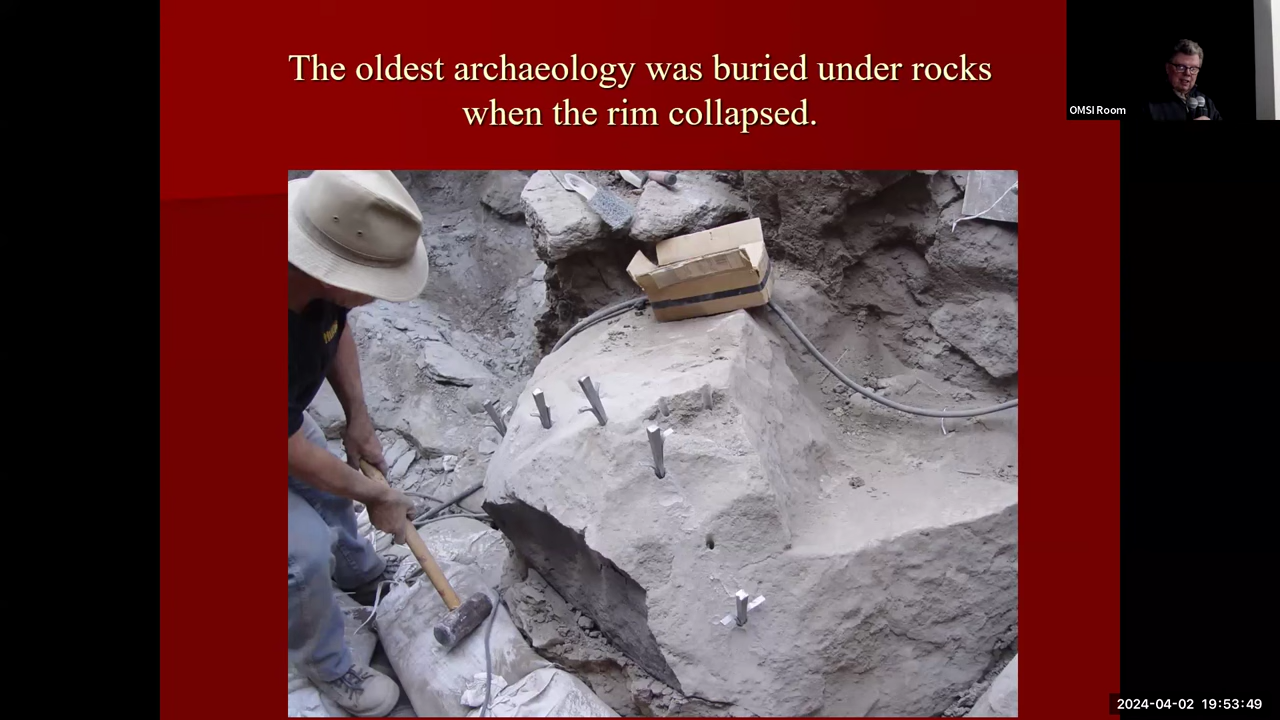 The oldest archaeology was buried under rocks
when the rim collapsed.
OMSI Room
2024-04-02 19:53:49